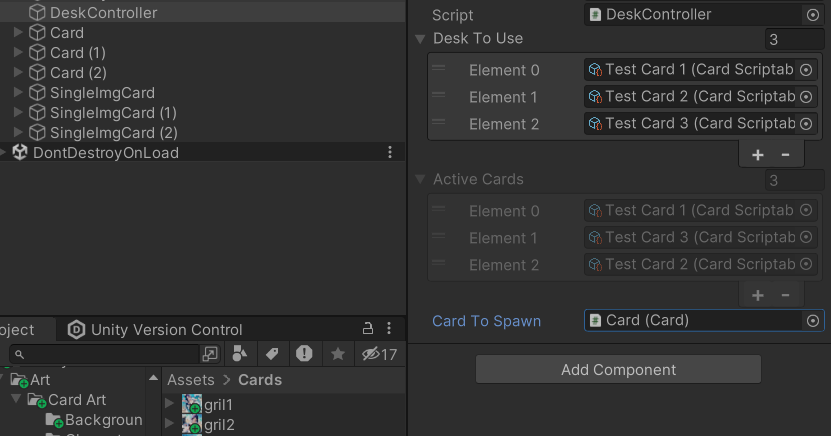 DeskController
Card
Card (1)
Card (2)
SingleImgCard
SingleImgCard (1)
SingleImgCard (2)
DontDestroyOnLoad
Script
DeskController
Desk To Use
3
Element 0
Test Card 1 (Card Scriptab
Element 1
Test Card 2 (Card Scriptab
Element 2
Test Card 3 (Card Scriptab
+ -
Active Cards
3
Element 0
Test Card 1 (Card Scriptab
Element 1
Test Card 3 (Card Scriptab
Element 2
Test Card 2 (Card Scriptab
+ -
Card To Spawn
Card (Card)
Add Component
oject
Unity Version Control
17
Art
Card Art
Backgroun
Assets > Cards
gril1
gril2